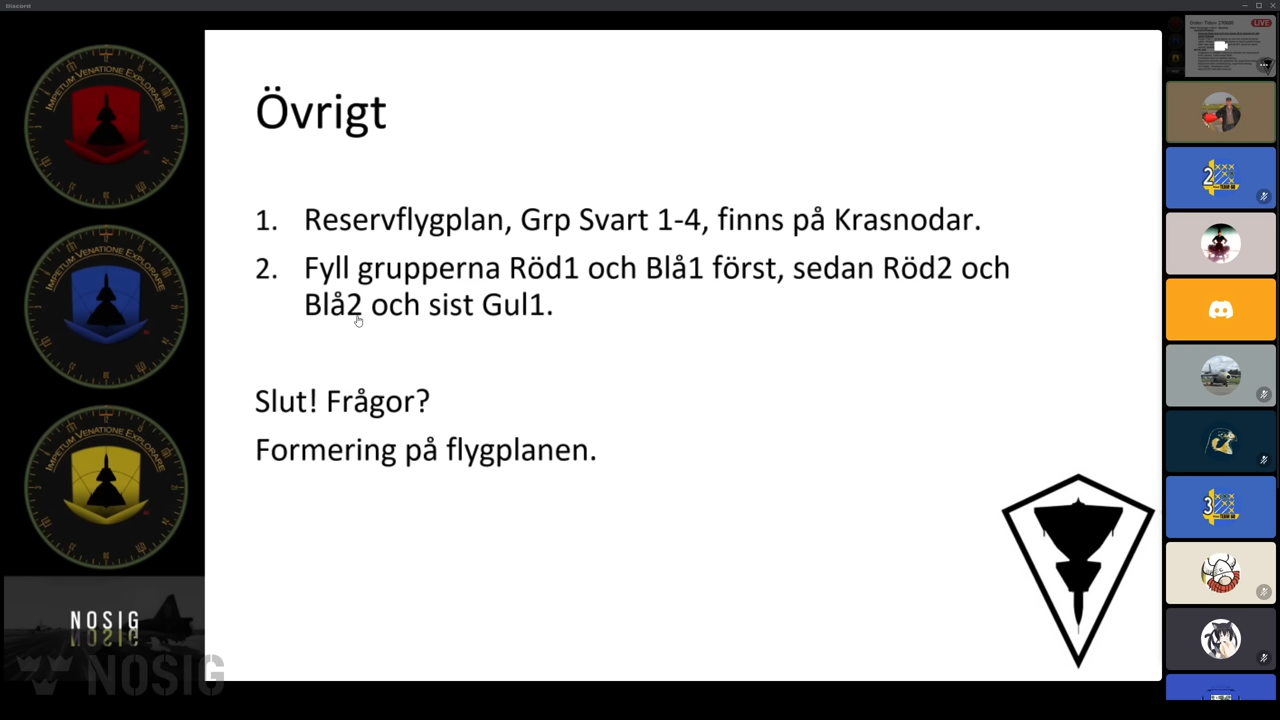 Discord
IMPETUM VENATIONE EXPLORARE
IMPETUM VENATIONE EXPLORARE
IMPETUM VENATIONE EXPLORARE
NOSIG
NOSIG
Övrigt
1. Reservflygplan, Grp Svart 1-4, finns på Krasnodar.
2. Fyll grupperna Röd1 och Blå1 först, sedan Röd2 och
Blå2 och sist Gul1.
Slut! Frågor?
Formering på flygplanen.
LIVE
2
3